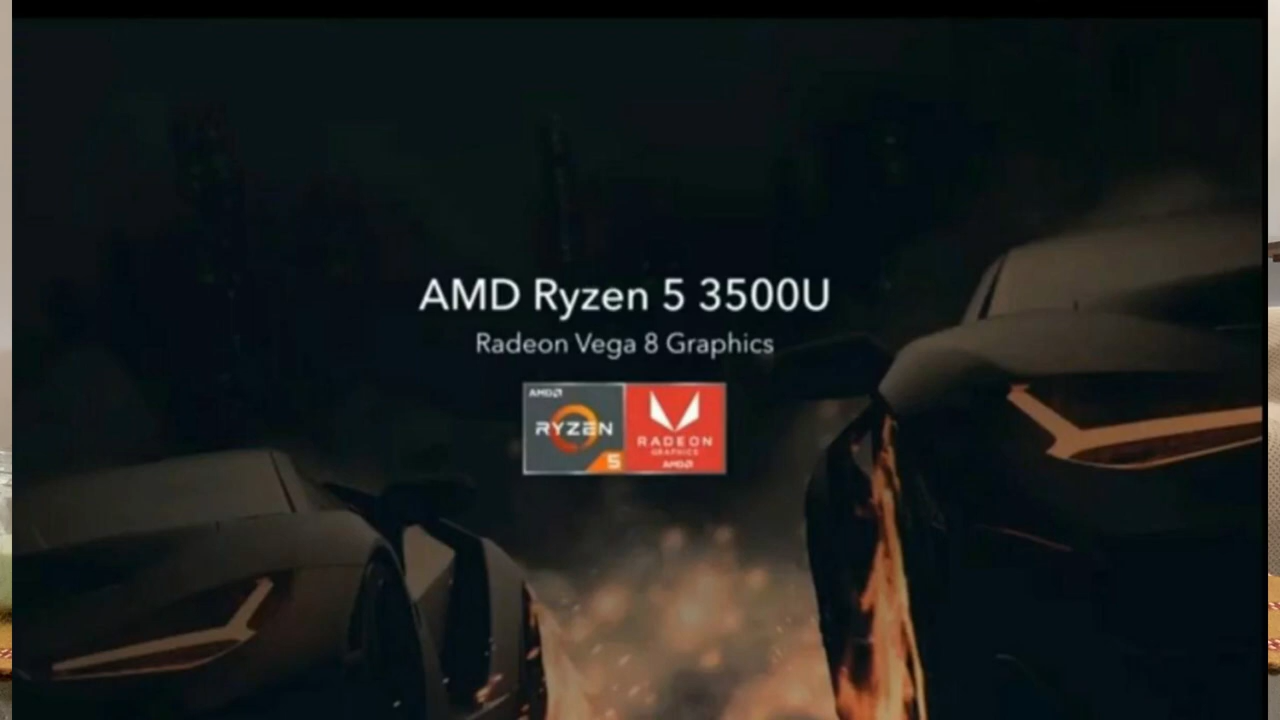 AMD Ryzen 5 3500U
Radeon Vega 8 Graphics
AMD
RYZEN
5
RADEON
GRAPHICS
AMD